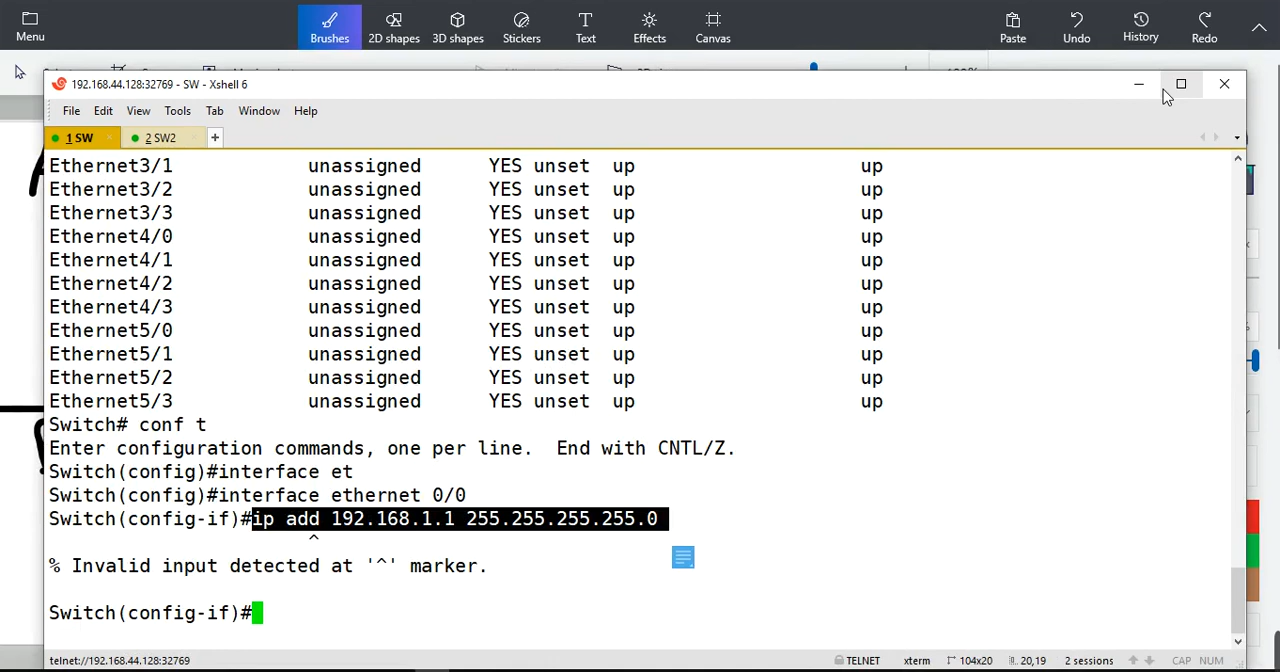 Menu
Brushes
2D shapes
3D shapes
Stickers
Text
Effects
Canvas
Paste
Undo
History
Redo
192.168.44.128:32769 - SW - Xshell 6
File Edit View Tools Tab Window Help
1 SW
2 SW2
Ethernet3/1 unassigned YES unset up up
Ethernet3/2 unassigned YES unset up up
Ethernet3/3 unassigned YES unset up up
Ethernet4/0 unassigned YES unset up up
Ethernet4/1 unassigned YES unset up up
Ethernet4/2 unassigned YES unset up up
Ethernet4/3 unassigned YES unset up up
Ethernet5/0 unassigned YES unset up up
Ethernet5/1 unassigned YES unset up up
Ethernet5/2 unassigned YES unset up up
Ethernet5/3 unassigned YES unset up up
Switch# conf t
Enter configuration commands, one per line.  End with CNTL/Z.
Switch(config)#interface et
Switch(config)#interface ethernet 0/0
Switch(config-if)#ip add 192.168.1.1 255.255.255.255.0
^
% Invalid input detected at '^' marker.
Switch(config-if)#
telnet://192.168.44.128:32769 TELNET xterm 104x20 20,19 2 sessions CAP NUM